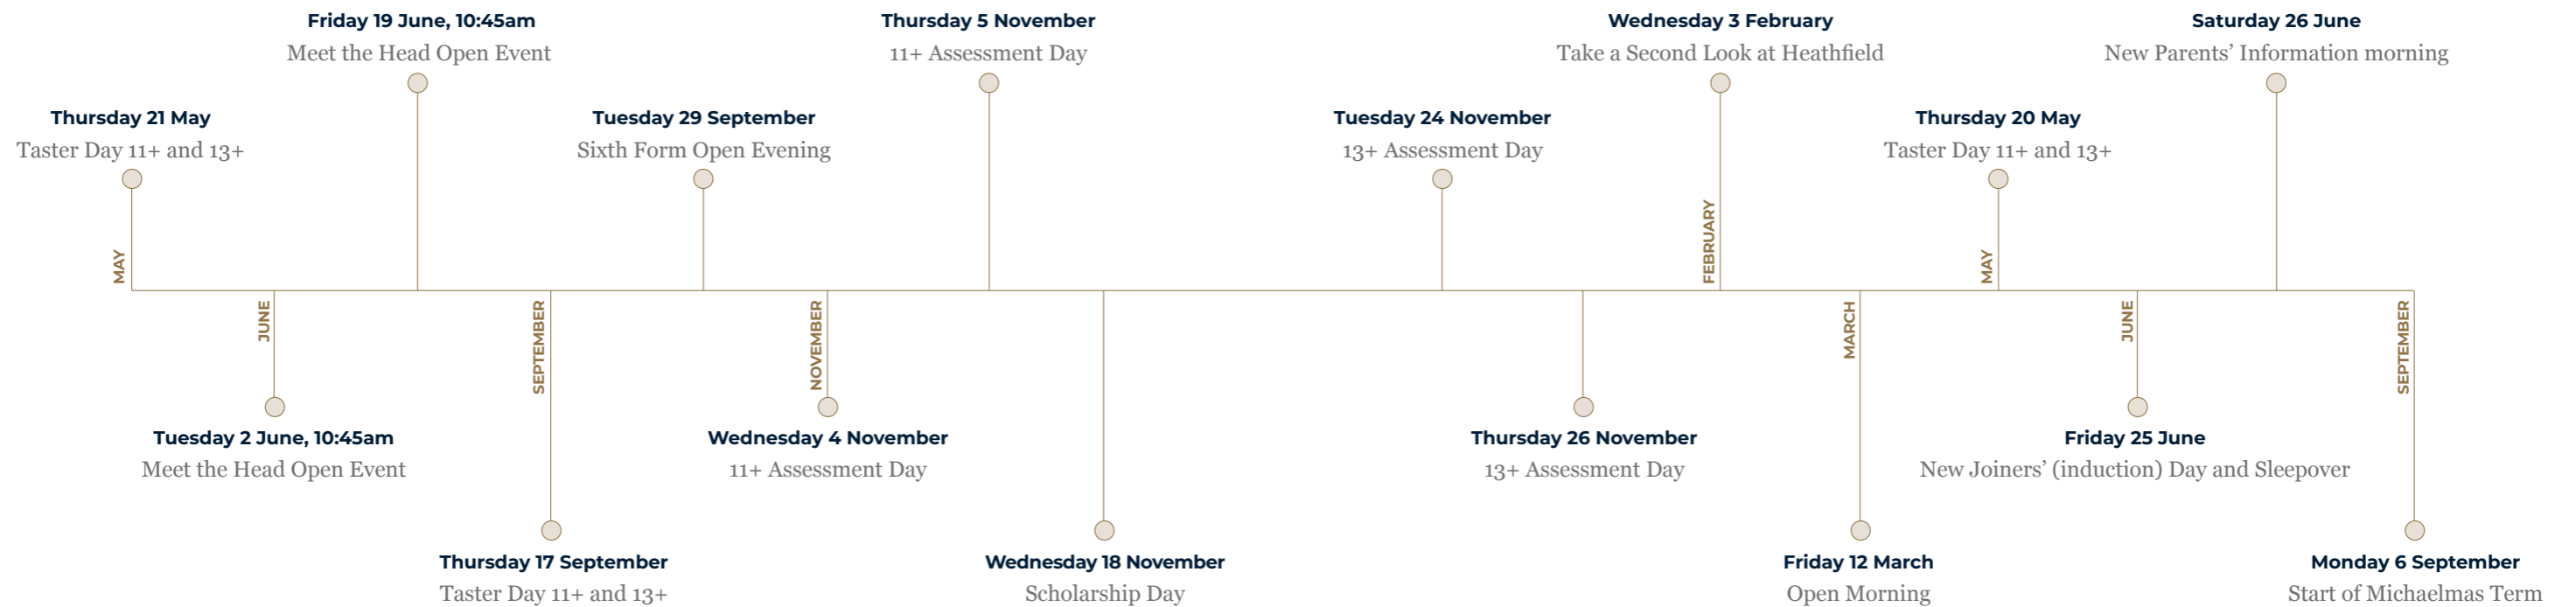 Thursday 21 May
Taster Day 11+ and 13+
MAY
JUNE
Tuesday 2 June, 10:45am
Meet the Head Open Event
Friday 19 June, 10:45am
Meet the Head Open Event
SEPTEMBER
Thursday 17 September
Taster Day 11+ and 13+
Tuesday 29 September
Sixth Form Open Evening
NOVEMBER
Wednesday 4 November
11+ Assessment Day
Thursday 5 November
11+ Assessment Day
Wednesday 18 November
Scholarship Day
Tuesday 24 November
13+ Assessment Day
Thursday 26 November
13+ Assessment Day
Wednesday 3 February
Take a Second Look at Heathfield
FEBRUARY
MARCH
Friday 12 March
Open Morning
Thursday 20 May
Taster Day 11+ and 13+
MAY
JUNE
Friday 25 June
New Joiners’ (induction) Day and Sleepover
Saturday 26 June
New Parents’ Information morning
SEPTEMBER
Monday 6 September
Start of Michaelmas Term